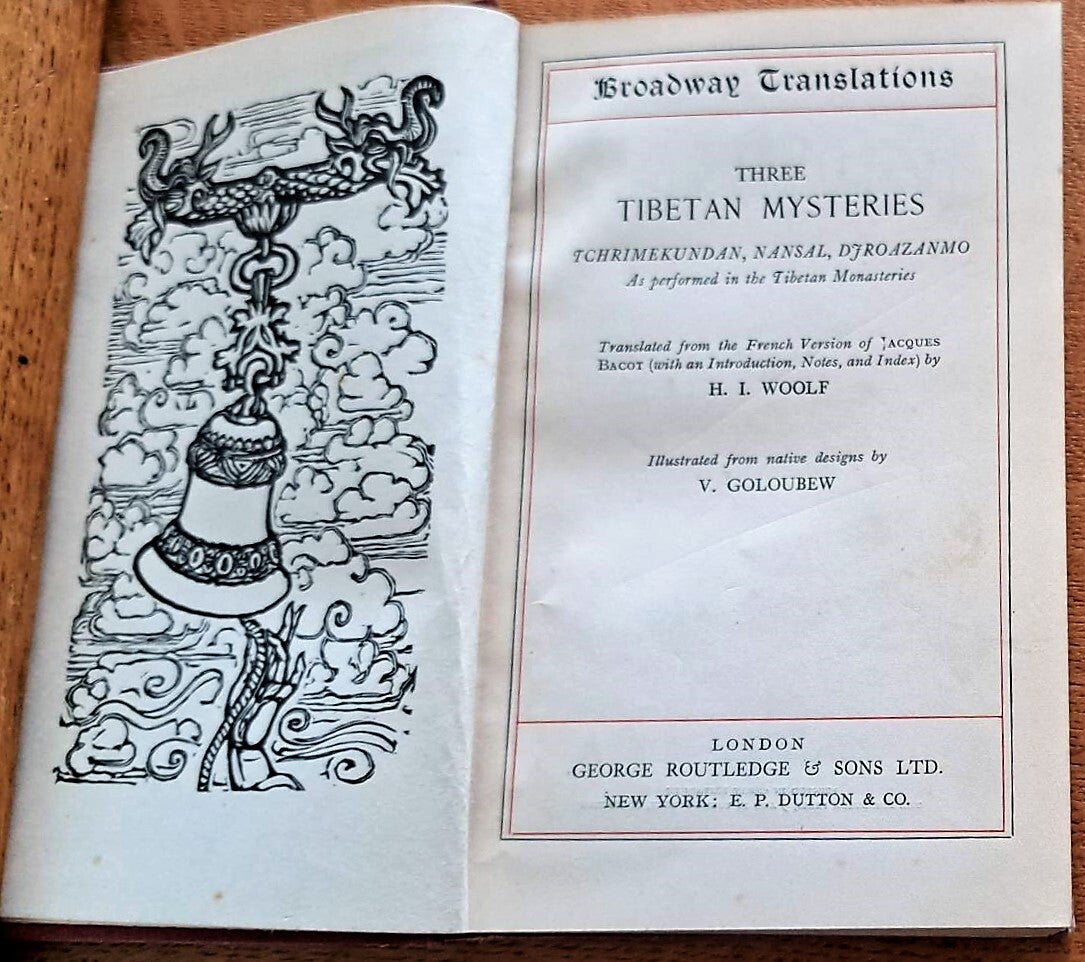 Broadway Translations
THREE
TIBETAN MYSTERIES
TCHRIMEKUNDAN, NANSAL, DJROAZANMO
As performed in the Tibetan Monasteries
Translated from the French Version of JACQUES
BACOT (with an Introduction, Notes, and Index) by
H. I. WOOLF
Illustrated from native designs by
V. GOLOUBEW
LONDON
GEORGE ROUTLEDGE & SONS LTD.
NEW YORK: E. P. DUTTON & CO.